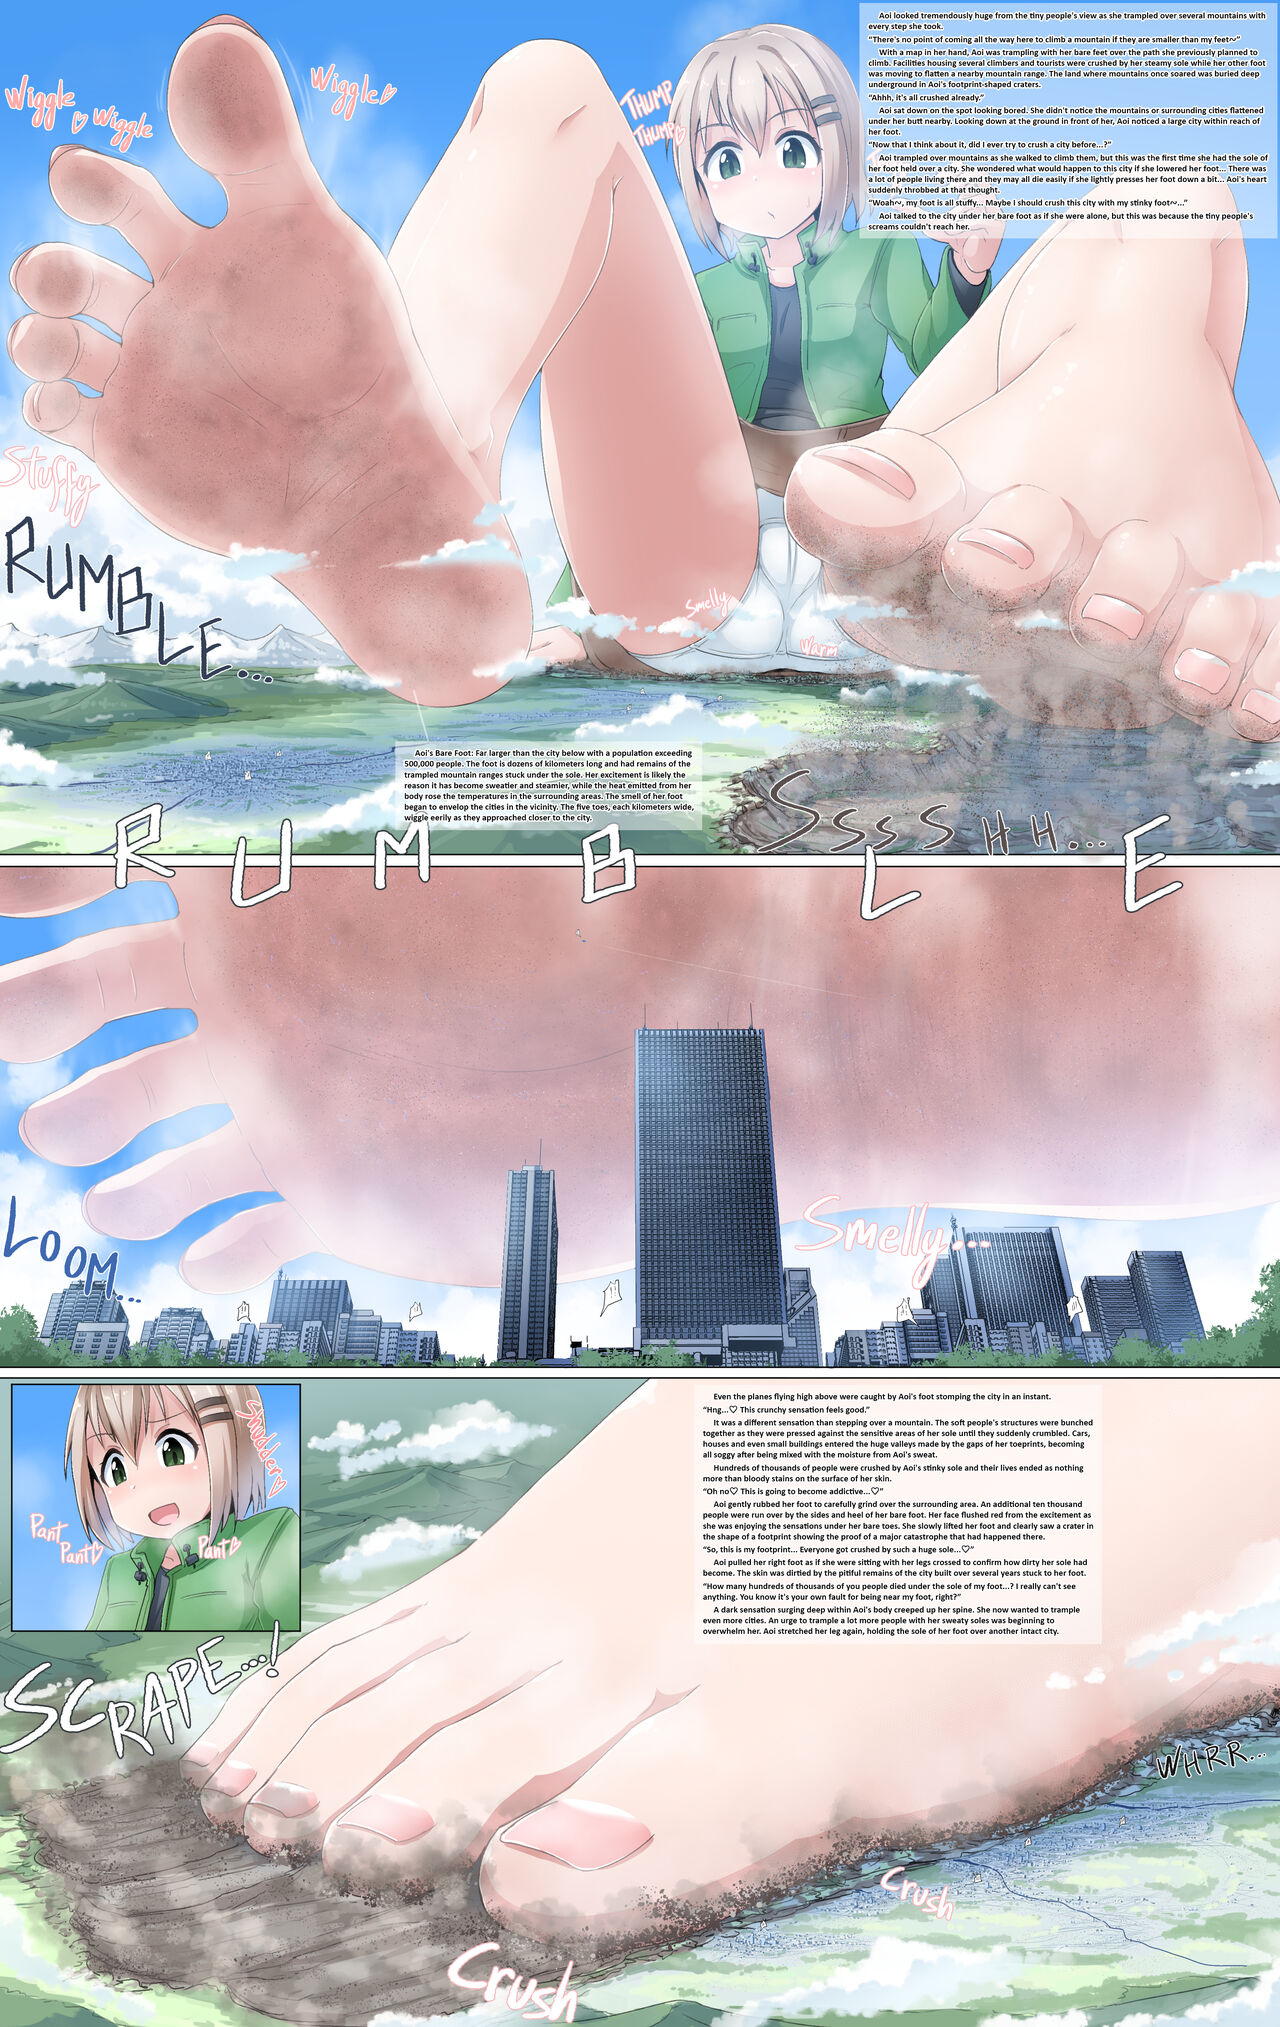 Aoi looked tremendously huge from the tiny people's view as she trampled over several mountains with
every step she took.
“There's no point of coming all the way here to climb a mountain if they are smaller than my feet～”
With a map in her hand, Aoi was trampling with her bare feet over the path she previously planned to
climb. Facilities housing several climbers and tourists were crushed by her steamy sole while her other foot
was moving to flatten a nearby mountain range. The land where mountains once soared was buried deep
underground in Aoi's footprint-shaped craters.
“Ahhh, it's all crushed already.”
Aoi sat down on the spot looking bored. She didn't notice the mountains or surrounding cities flattened
under her butt nearby. Looking down at the ground in front of her, Aoi noticed a large city within reach of
her foot.
“Now that I think about it, did I ever try to crush a city before...?”
Aoi trampled over mountains as she walked to climb them, but this was the first time she had the sole of
her foot held over a city. She wondered what would happen to this city if she lowered her foot... There was
a lot of people living there and they may all die easily if she lightly presses her foot down a bit... Aoi's heart
suddenly throbbed at that thought.
“Woah～, my foot is all stuffy... Maybe I should crush this city with my stinky foot～...”
Aoi talked to the city under her bare foot as if she were alone, but this was because the tiny people's
screams couldn't reach her.
Wiggle
♡ Wiggle
Wiggle♡
THUMP
THUMP♡
Stuffy
RUMBLE...
Smelly
Warm
Aoi's Bare Foot: Far larger than the city below with a population exceeding
500,000 people. The foot is dozens of kilometers long and had remains of the
trampled mountain ranges stuck under the sole. Her excitement is likely the
reason it has become sweatier and steamier, while the heat emitted from her
body rose the temperatures in the surrounding areas. The smell of her foot
began to envelop the cities in the vicinity. The five toes, each kilometers wide,
wiggle eerily as they approached closer to the city.
SSSSHH...
RUMBLE
LOOM...
Smelly...
Shudder♡
Pant
Pant♡
Pant♡
Even the planes flying high above were caught by Aoi's foot stomping the city in an instant.
“Hng...♡ This crunchy sensation feels good.”
It was a different sensation than stepping over a mountain. The soft people's structures were bunched
together as they were pressed against the sensitive areas of her sole until they suddenly crumbled. Cars,
houses and even small buildings entered the huge valleys made by the gaps of her toeprints, becoming
all soggy after being mixed with the moisture from Aoi's sweat.
Hundreds of thousands of people were crushed by Aoi's stinky sole and their lives ended as nothing
more than bloody stains on the surface of her skin.
“Oh no♡ This is going to become addictive...♡”
Aoi gently rubbed her foot to carefully grind over the surrounding area. An additional ten thousand
people were run over by the sides and heel of her bare foot. Her face flushed red from the excitement as
she was enjoying the sensations under her bare toes. She slowly lifted her foot and clearly saw a crater in
the shape of a footprint showing the proof of a major catastrophe that had happened there.
“So, this is my footprint... Everyone got crushed by such a huge sole...♡”
Aoi pulled her right foot as if she were sitting with her legs crossed to confirm how dirty her sole had
become. The skin was dirtied by the pitiful remains of the city built over several years stuck to her foot.
“How many hundreds of thousands of you people died under the sole of my foot...? I really can't see
anything. You know it's your own fault for being near my foot, right?”
A dark sensation surging deep within Aoi's body creeped up her spine. She now wanted to trample
even more cities. An urge to trample a lot more people with her sweaty soles was beginning to
overwhelm her. Aoi stretched her leg again, holding the sole of her foot over another intact city.
SCRAPE...!
WHRR...
Crush
Crush